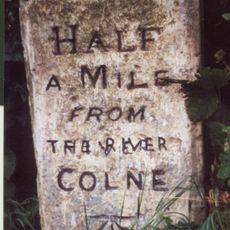 HALF
A MILE
FROM
THE RIVER
COLNE